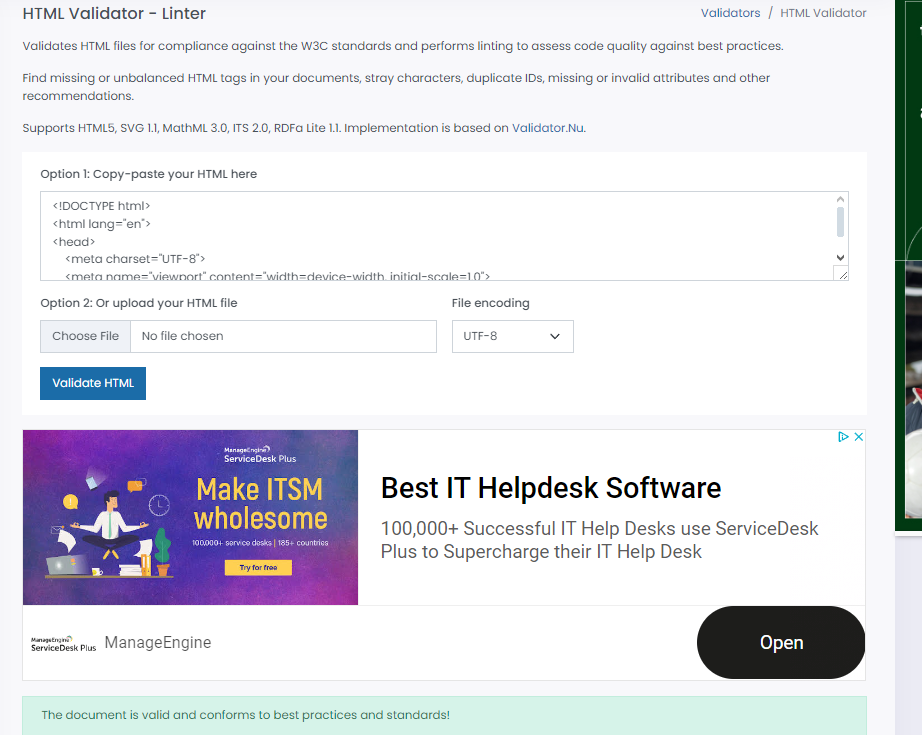 HTML Validator - Linter
Validators / HTML Validator
Validates HTML files for compliance against the W3C standards and performs linting to assess code quality against best practices.
Find missing or unbalanced HTML tags in your documents, stray characters, duplicate IDs, missing or invalid attributes and other
recommendations.
Supports HTML5, SVG 1.1, MathML 3.0, ITS 2.0, RDFa Lite 1.1. Implementation is based on Validator.Nu.
Option 1: Copy-paste your HTML here
<!DOCTYPE html>
<html lang="en">
<head>
<meta charset="UTF-8">
<meta name="viewport" content="width=device-width, initial-scale=1.0">
Option 2: Or upload your HTML file
File encoding
Choose File No file chosen
UTF-8
Validate HTML
ManageEngine
ServiceDesk Plus
Make ITSM
wholesome
100,000+ service desks | 185+ countries
Try for free
Best IT Helpdesk Software
100,000+ Successful IT Help Desks use ServiceDesk
Plus to Supercharge their IT Help Desk
ManageEngine
ServiceDesk Plus
ManageEngine
Open
The document is valid and conforms to best practices and standards!